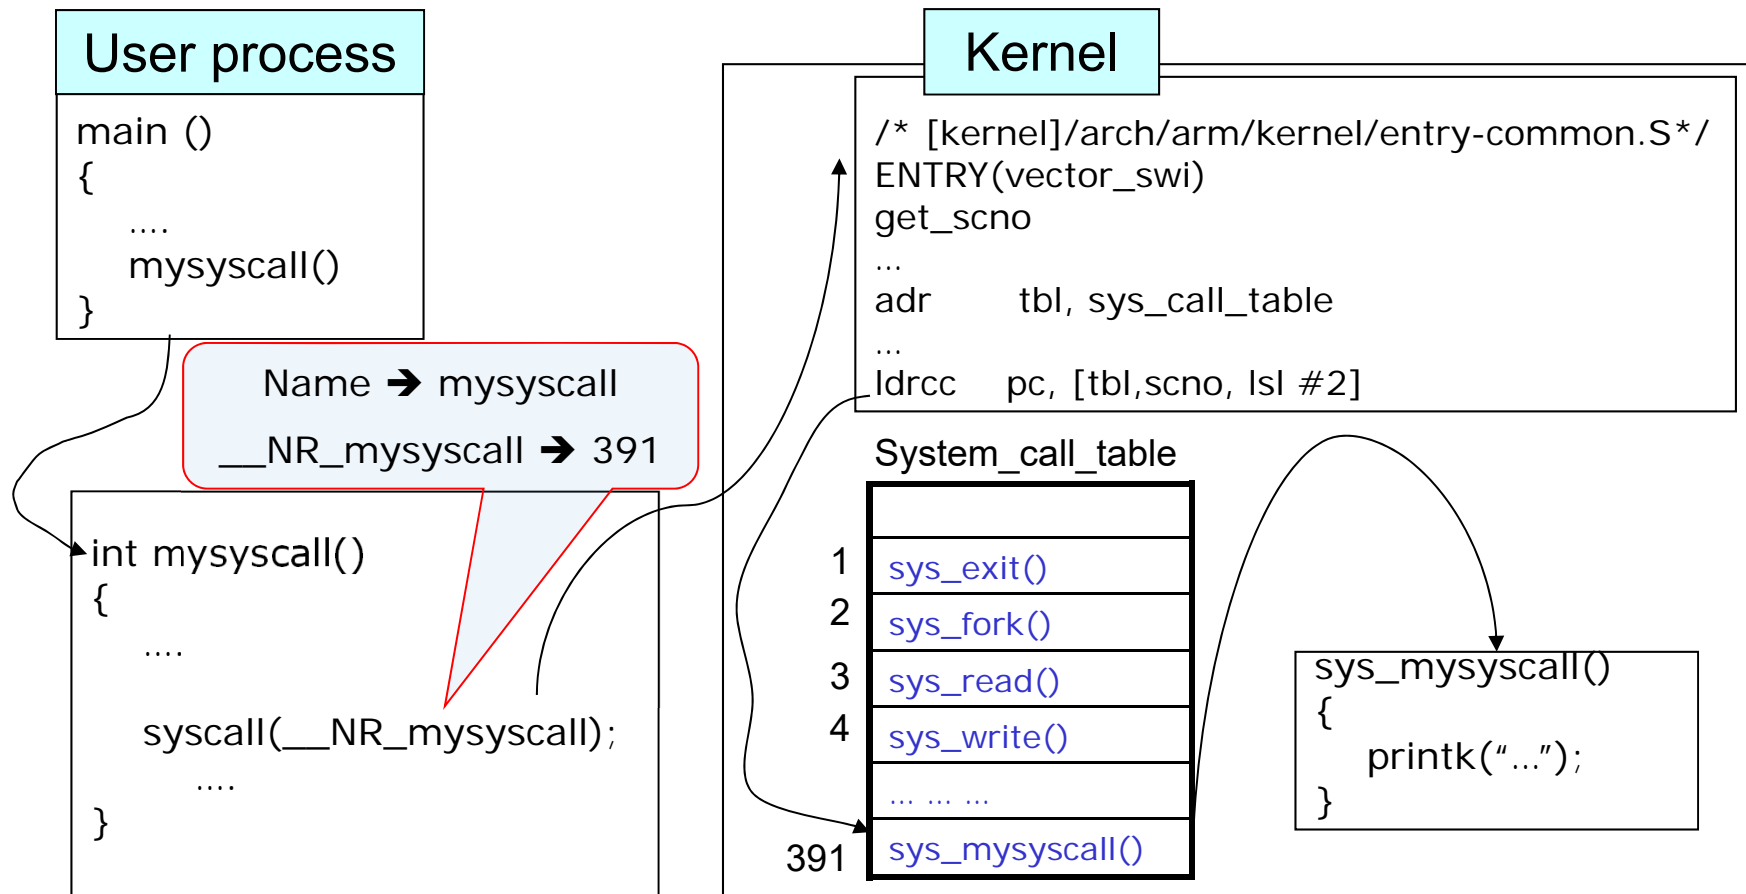 User process
main ()
{
....
mysyscall()
}
Name ➔ mysyscall
__NR_mysyscall ➔ 391
int mysyscall()
{
....
syscall(__NR_mysyscall);
....
}
Kernel
/* [kernel]/arch/arm/kernel/entry-common.S*/
ENTRY(vector_swi)
get_scno
...
adr tbl, sys_call_table
...
ldrcc pc, [tbl,scno, lsl #2]
System_call_table
1 sys_exit()
2 sys_fork()
3 sys_read()
4 sys_write()
... ... ...
391 sys_mysyscall()
sys_mysyscall()
{
printk(“...”);
}